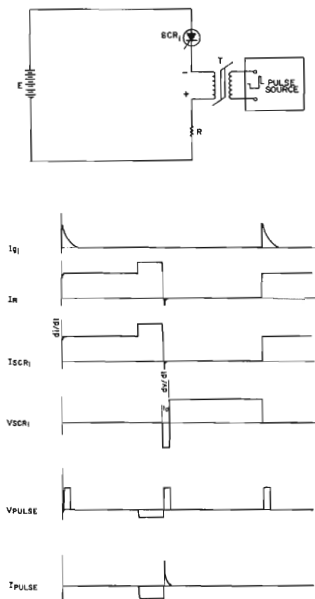 SCR1
T
E
-
+
PULSE
SOURCE
R
Ig1
IR
di/dt
ISCR1
dv/dt
VSCR1
VPULSE
IPULSE